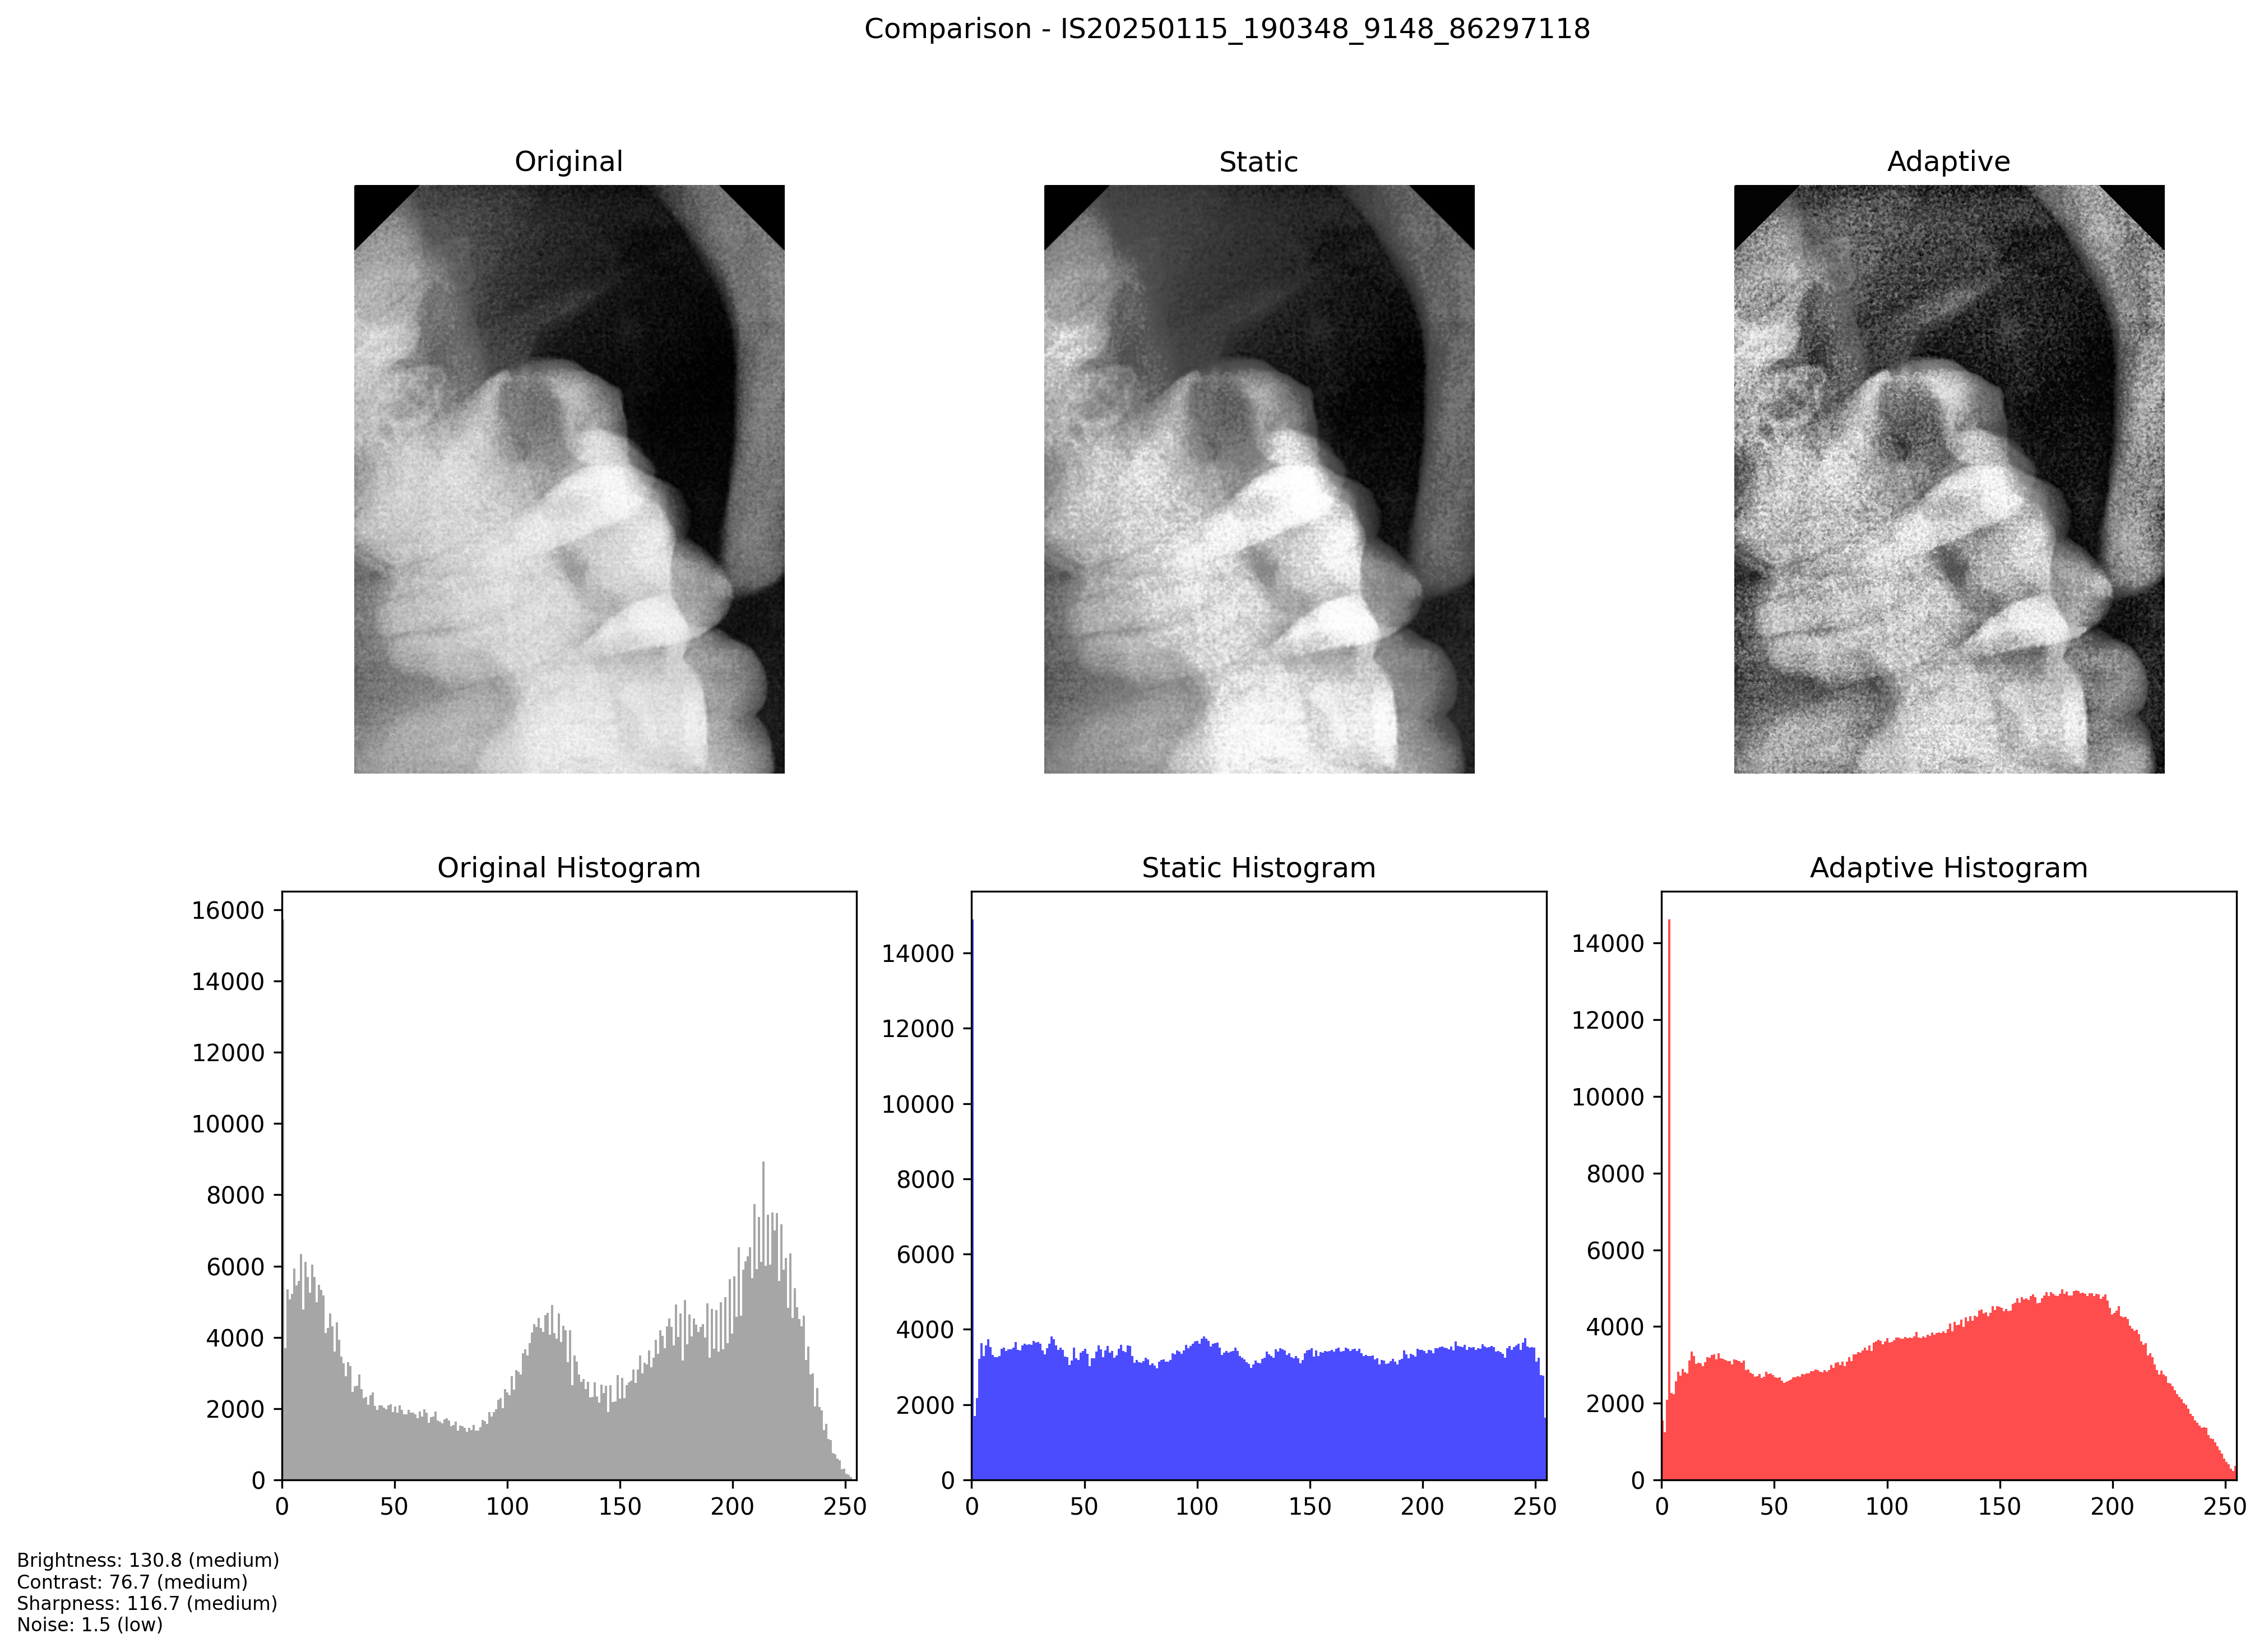 Comparison - IS20250115_190348_9148_86297118
Original
Static
Adaptive
Original Histogram
Static Histogram
Adaptive Histogram
16000
14000
12000
10000
8000
6000
4000
2000
0
0 50 100 150 200 250
14000
12000
10000
8000
6000
4000
2000
0
0 50 100 150 200 250
14000
12000
10000
8000
6000
4000
2000
0
0 50 100 150 200 250
Brightness: 130.8 (medium)
Contrast: 76.7 (medium)
Sharpness: 116.7 (medium)
Noise: 1.5 (low)